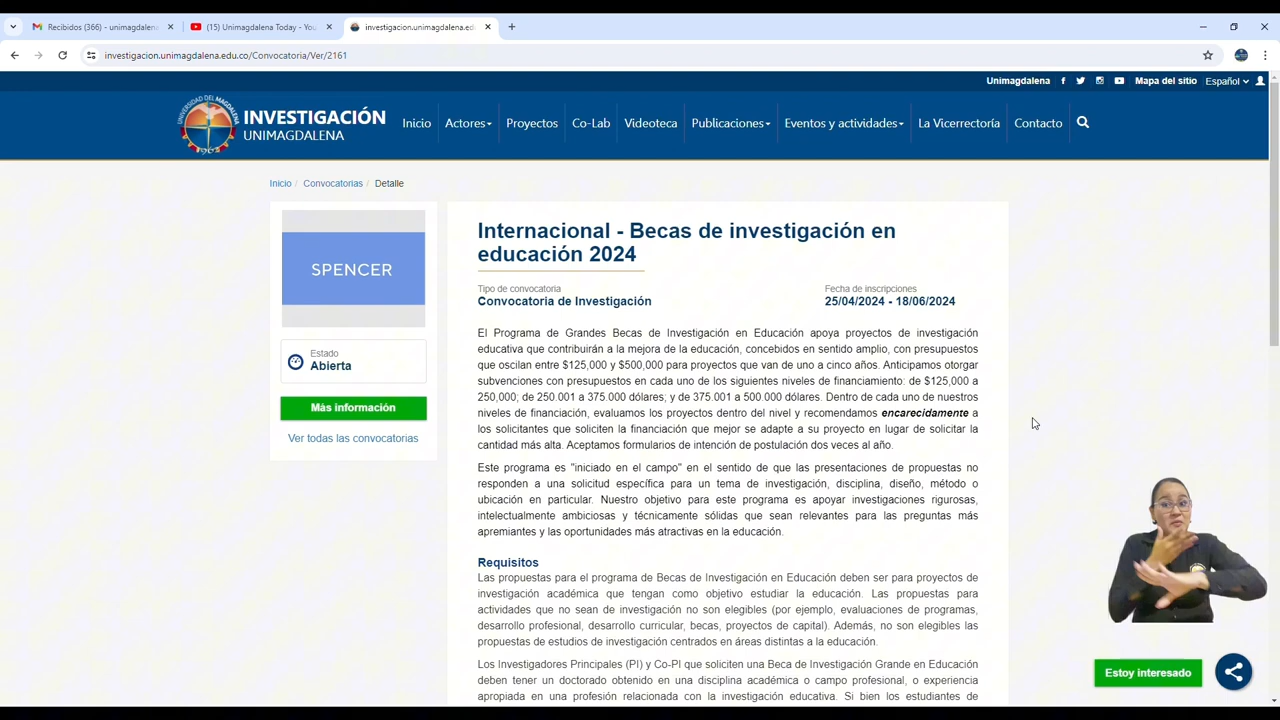 Recibidos (366) - unimagdalena
(15) Unimagdalena Today - You
investigacion.unimagdalena.ed
investigacion.unimagdalena.edu.co/Convocatoria/Ver/2161
Unimagdalena
Mapa del sitio
Español
UNIVERSIDAD DEL MAGDALENA
INVESTIGACIÓN
UNIMAGDALENA
Inicio
Actores
Proyectos
Co-Lab
Videoteca
Publicaciones
Eventos y actividades
La Vicerrectoría
Contacto
Inicio / Convocatorias / Detalle
SPENCER
Estado
Abierta
Más información
Ver todas las convocatorias
Internacional - Becas de investigación en
educación 2024
Tipo de convocatoria
Convocatoria de Investigación
Fecha de inscripciones
25/04/2024 - 18/06/2024
El Programa de Grandes Becas de Investigación en Educación apoya proyectos de investigación
educativa que contribuirán a la mejora de la educación, concebidos en sentido amplio, con presupuestos
que oscilan entre $125,000 y $500,000 para proyectos que van de uno a cinco años. Anticipamos otorgar
subvenciones con presupuestos en cada uno de los siguientes niveles de financiamiento: de $125,000 a
250,000; de 250.001 a 375.000 dólares; y de 375.001 a 500.000 dólares. Dentro de cada uno de nuestros
niveles de financiación, evaluamos los proyectos dentro del nivel y recomendamos encarecidamente a
los solicitantes que soliciten la financiación que mejor se adapte a su proyecto en lugar de solicitar la
cantidad más alta. Aceptamos formularios de intención de postulación dos veces al año.
Este programa es "iniciado en el campo" en el sentido de que las presentaciones de propuestas no
responden a una solicitud específica para un tema de investigación, disciplina, diseño, método o
ubicación en particular. Nuestro objetivo para este programa es apoyar investigaciones rigurosas,
intelectualmente ambiciosas y técnicamente sólidas que sean relevantes para las preguntas más
apremiantes y las oportunidades más atractivas en la educación.
Requisitos
Las propuestas para el programa de Becas de Investigación en Educación deben ser para proyectos de
investigación académica que tengan como objetivo estudiar la educación. Las propuestas para
actividades que no sean de investigación no son elegibles (por ejemplo, evaluaciones de programas,
desarrollo profesional, desarrollo curricular, becas, proyectos de capital). Además, no son elegibles las
propuestas de estudios de investigación centrados en áreas distintas a la educación.
Los Investigadores Principales (PI) y Co-PI que soliciten una Beca de Investigación Grande en Educación
deben tener un doctorado obtenido en una disciplina académica o campo profesional, o experiencia
apropiada en una profesión relacionada con la investigación educativa. Si bien los estudiantes de
Estoy interesado